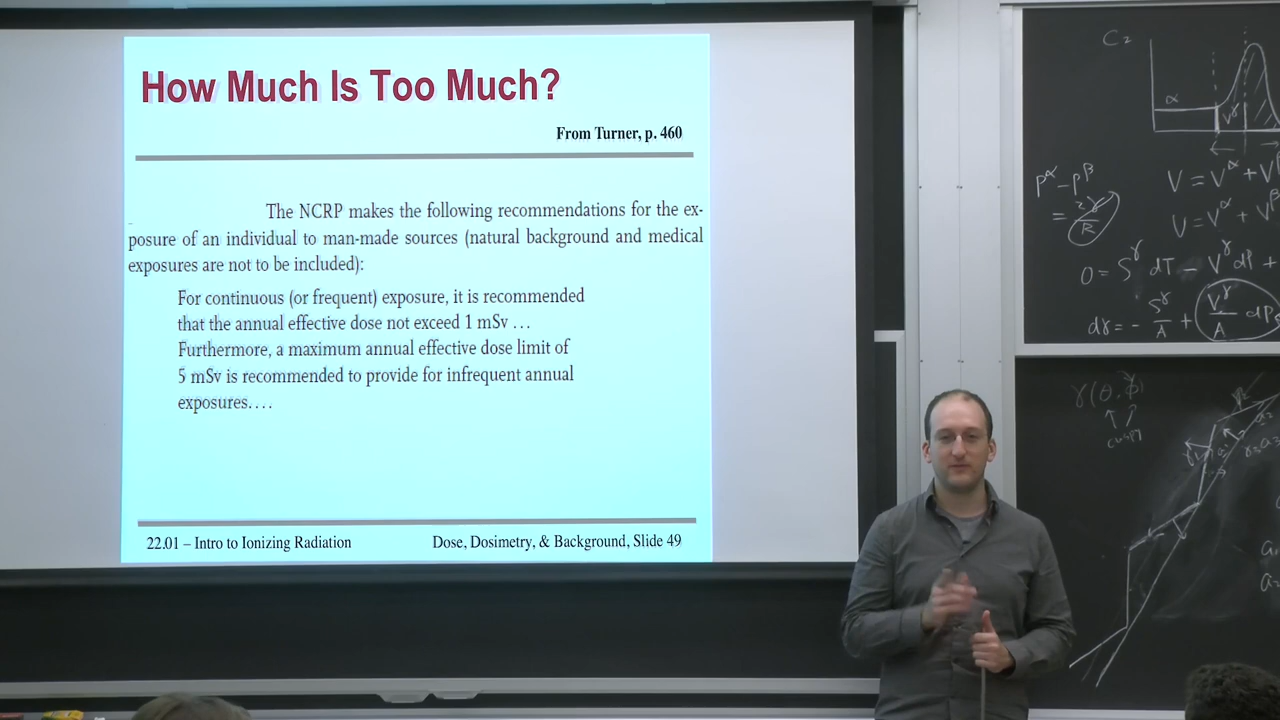 How Much Is Too Much?
From Turner, p. 460
The NCRP makes the following recommendations for the ex-
posure of an individual to man-made sources (natural background and medical
exposures are not to be included):
For continuous (or frequent) exposure, it is recommended
that the annual effective dose not exceed 1 mSv …
Furthermore, a maximum annual effective dose limit of
5 mSv is recommended to provide for infrequent annual
exposures. . . .
22.01 – Intro to Ionizing Radiation
Dose, Dosimetry, & Background, Slide 49
C₂
α
V^γ
P^α - P^β
= 2γ/R
V = V^α + V^β
V = V^α + V^β
0 = S^γ dT - V^γ dP +
dγ = - S^γ/A + V^γ/A dP
γ(θ.φ)